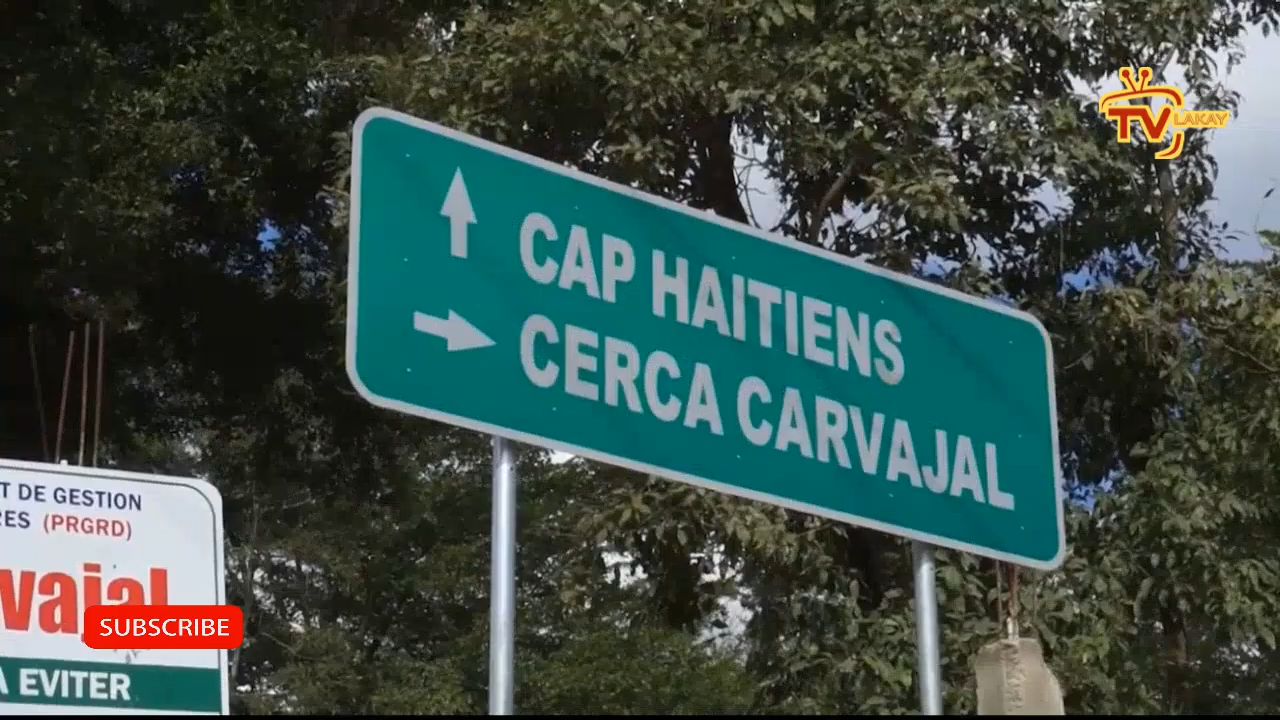 TV LAKAY
CAP HAITIENS
CERCA CARVAJAL
T DE GESTION
RES (PRGRD)
vajal
SUBSCRIBE
A EVITER